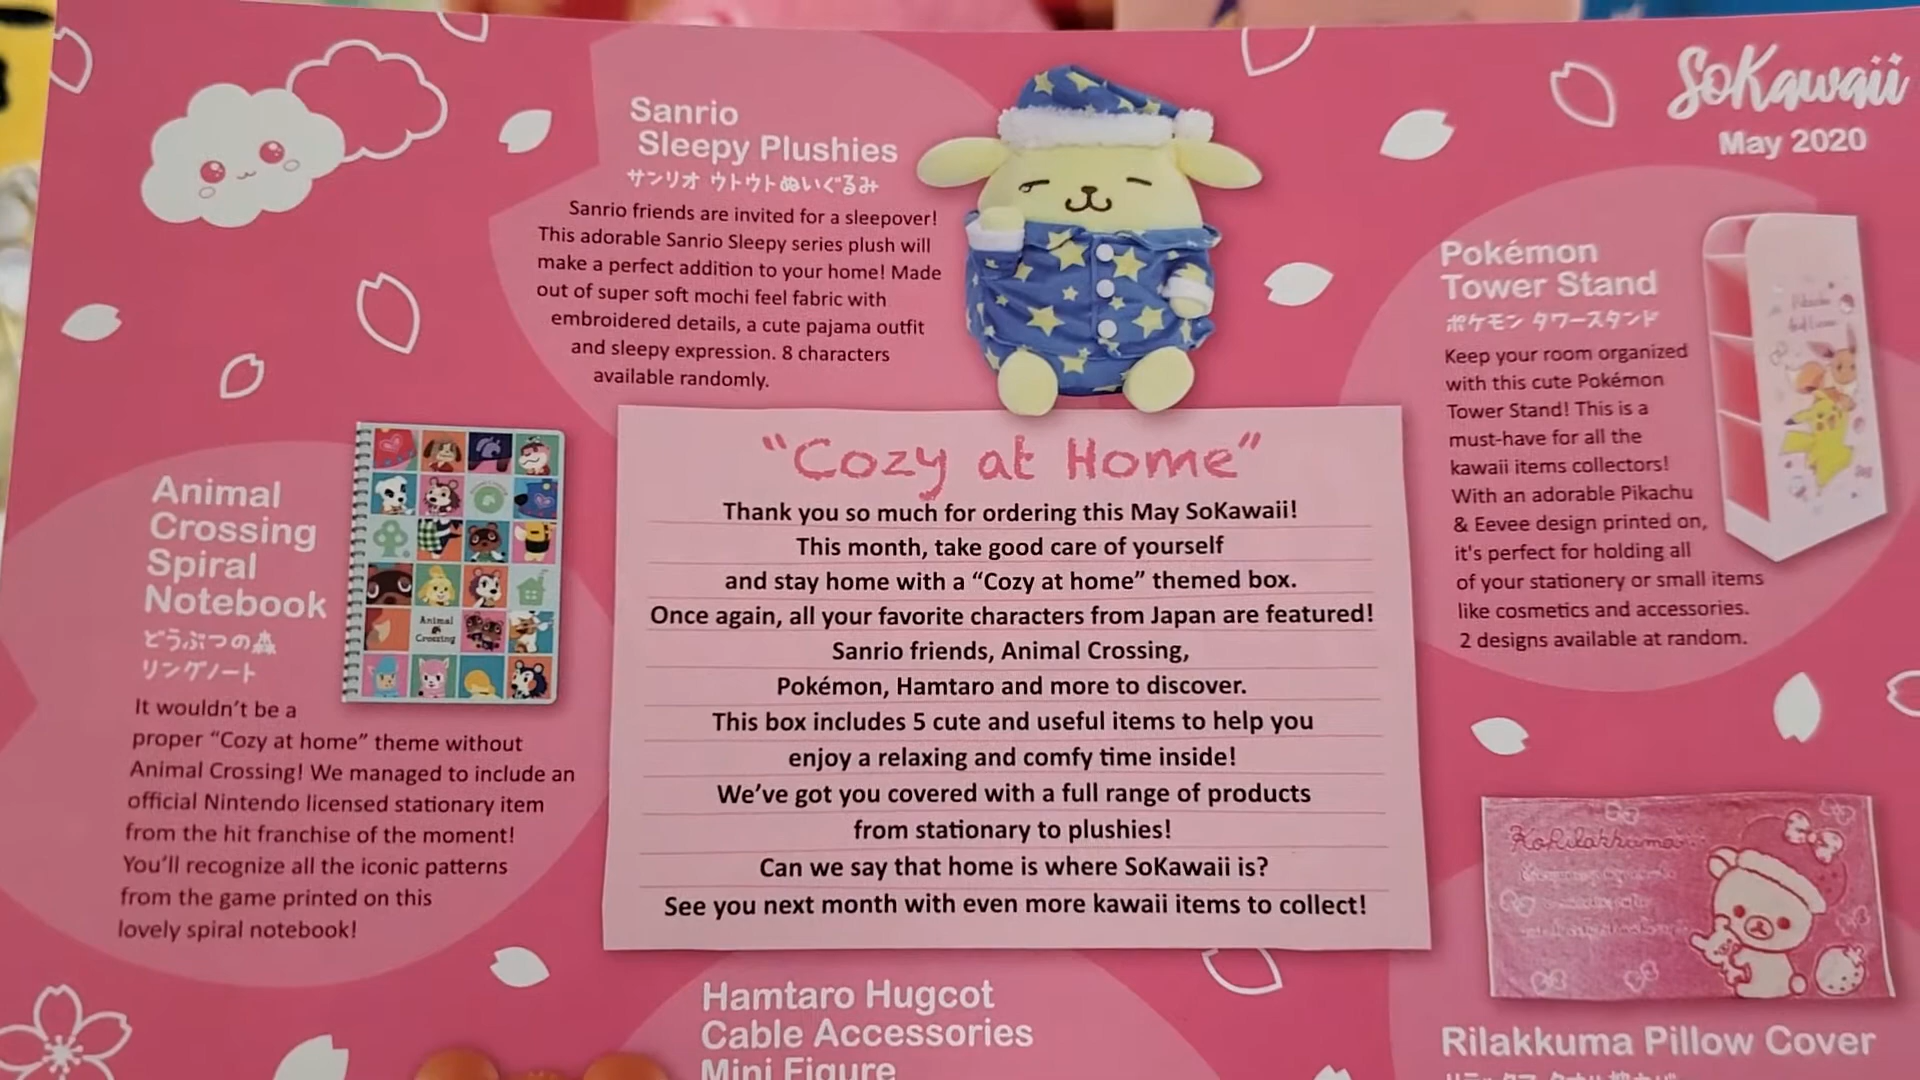 SoKawaii
May 2020
Sanrio
Sleepy Plushies
サンリオ ウトウトぬいぐるみ
Sanrio friends are invited for a sleepover!
This adorable Sanrio Sleepy series plush will
make a perfect addition to your home! Made
out of super soft mochi feel fabric with
embroidered details, a cute pajama outfit
and sleepy expression. 8 characters
available randomly.
Pokémon
Tower Stand
ポケモン タワースタンド
Keep your room organized
with this cute Pokémon
Tower Stand! This is a
must-have for all the
kawaii items collectors!
With an adorable Pikachu
& Eevee design printed on,
it's perfect for holding all
of your stationery or small items
like cosmetics and accessories.
2 designs available at random.
Animal
Crossing
Spiral
Notebook
どうぶつの森
リングノート
It wouldn't be a
proper "Cozy at home" theme without
Animal Crossing! We managed to include an
official Nintendo licensed stationary item
from the hit franchise of the moment!
You'll recognize all the iconic patterns
from the game printed on this
lovely spiral notebook!
Animal
Crossing
"Cozy at Home"
Thank you so much for ordering this May SoKawaii!
This month, take good care of yourself
and stay home with a "Cozy at home" themed box.
Once again, all your favorite characters from Japan are featured!
Sanrio friends, Animal Crossing,
Pokémon, Hamtaro and more to discover.
This box includes 5 cute and useful items to help you
enjoy a relaxing and comfy time inside!
We've got you covered with a full range of products
from stationary to plushies!
Can we say that home is where SoKawaii is?
See you next month with even more kawaii items to collect!
Korilakkuma
Hamtaro Hugcot
Cable Accessories
Mini Figure
Rilakkuma Pillow Cover